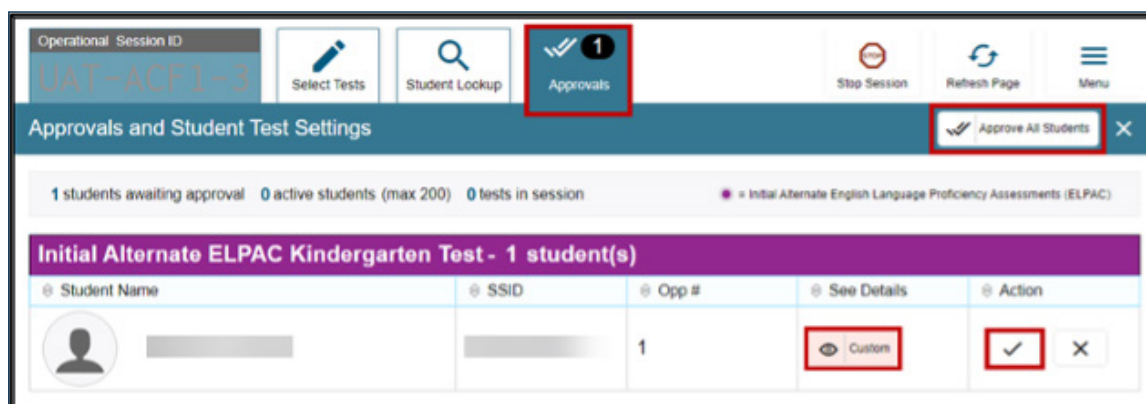 Operational Session ID
UAT-ACF1-3
Select Tests
Student Lookup
1
Approvals
STOP
Stop Session
Refresh Page
Menu
Approvals and Student Test Settings
Approve All Students
1 students awaiting approval 0 active students (max 200) 0 tests in session
= Initial Alternate English Language Proficiency Assessments (ELPAC)
Initial Alternate ELPAC Kindergarten Test - 1 student(s)
Student Name SSID Opp # See Details Action
1 Custom